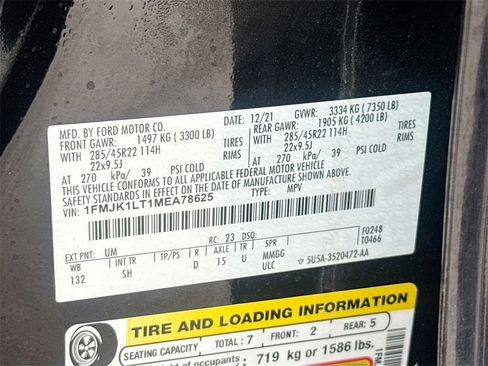 MFD. BY FORD MOTOR CO.
DATE: 12/21 GVWR: 3334 KG ( 7350 LB)
FRONT GAWR: 1497 KG ( 3300 LB) REAR GAWR: 1905 KG ( 4200 LB)
WITH 285/45R22 114H TIRES WITH 285/45R22 114H TIRES
22x9.5J RIMS 22x9.5J RIMS
AT 270 kPa/ 39 PSI COLD AT 270 kPa/ 39 PSI COLD
THIS VEHICLE CONFORMS TO ALL APPLICABLE FEDERAL MOTOR VEHICLE
SAFETY STANDARDS IN EFFECT ON THE DATE OF MANUFACTURE SHOWN ABOVE.
VIN: 1FMJK1LT1MEA78625 TYPE: MPV
F0248
T0466
EXT PNT: UM RC: 23 DSO:
WB INT TR TP/PS R AXLE TR SPR
132 SH D 15 U MMGG
ULC
5U5A-3520472-AA
TIRE AND LOADING INFORMATION
SEATING CAPACITY TOTAL: 7 FRONT: 2 REAR: 5
of occupants 719 kg or 1586 lbs.
1FM